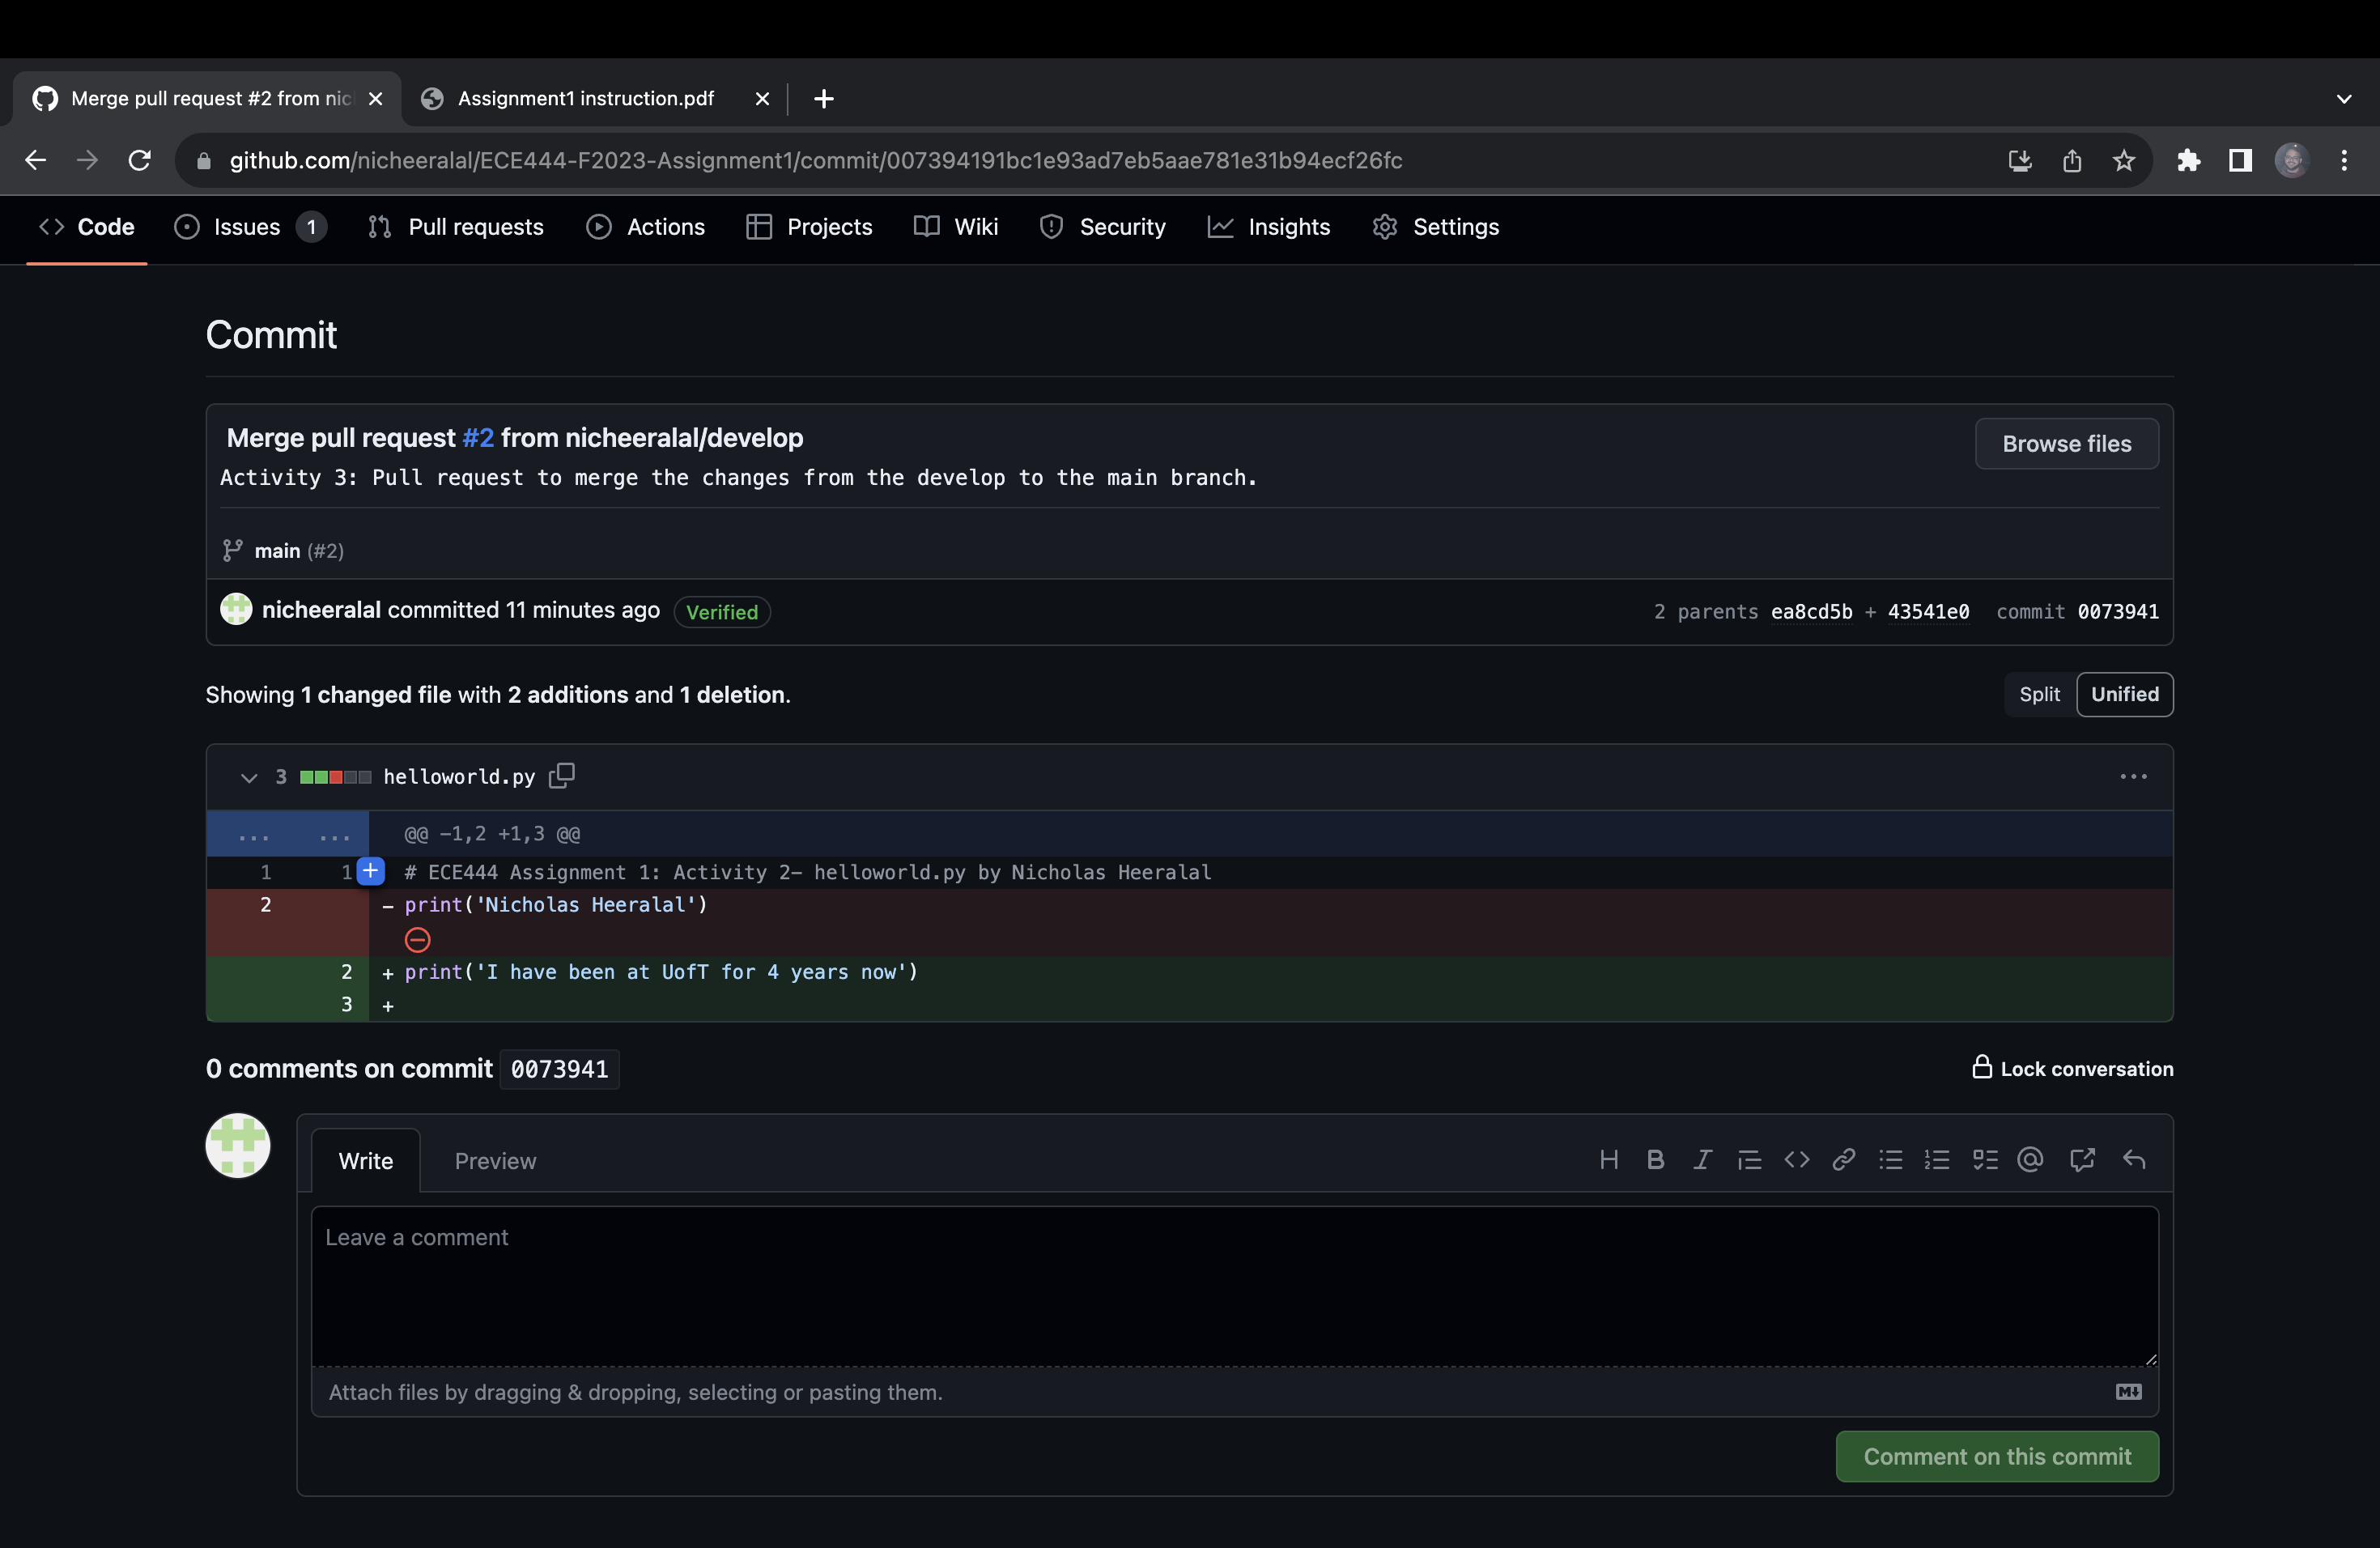 Merge pull request #2 from nic
Assignment1 instruction.pdf
github.com/nicheeralal/ECE444-F2023-Assignment1/commit/007394191bc1e93ad7eb5aae781e31b94ecf26fc
Code Issues 1 Pull requests Actions Projects Wiki Security Insights Settings
Commit
Merge pull request #2 from nicheeralal/develop
Browse files
Activity 3: Pull request to merge the changes from the develop to the main branch.
main (#2)
nicheeralal committed 11 minutes ago Verified 2 parents ea8cd5b + 43541e0 commit 0073941
Showing 1 changed file with 2 additions and 1 deletion. Split Unified
3 helloworld.py
... ... @@ -1,2 +1,3 @@
1 1 + # ECE444 Assignment 1: Activity 2- helloworld.py by Nicholas Heeralal
2 - print('Nicholas Heeralal')
2 + print('I have been at UofT for 4 years now')
3 +
0 comments on commit 0073941 Lock conversation
Write Preview
Leave a comment
Attach files by dragging & dropping, selecting or pasting them.
Comment on this commit